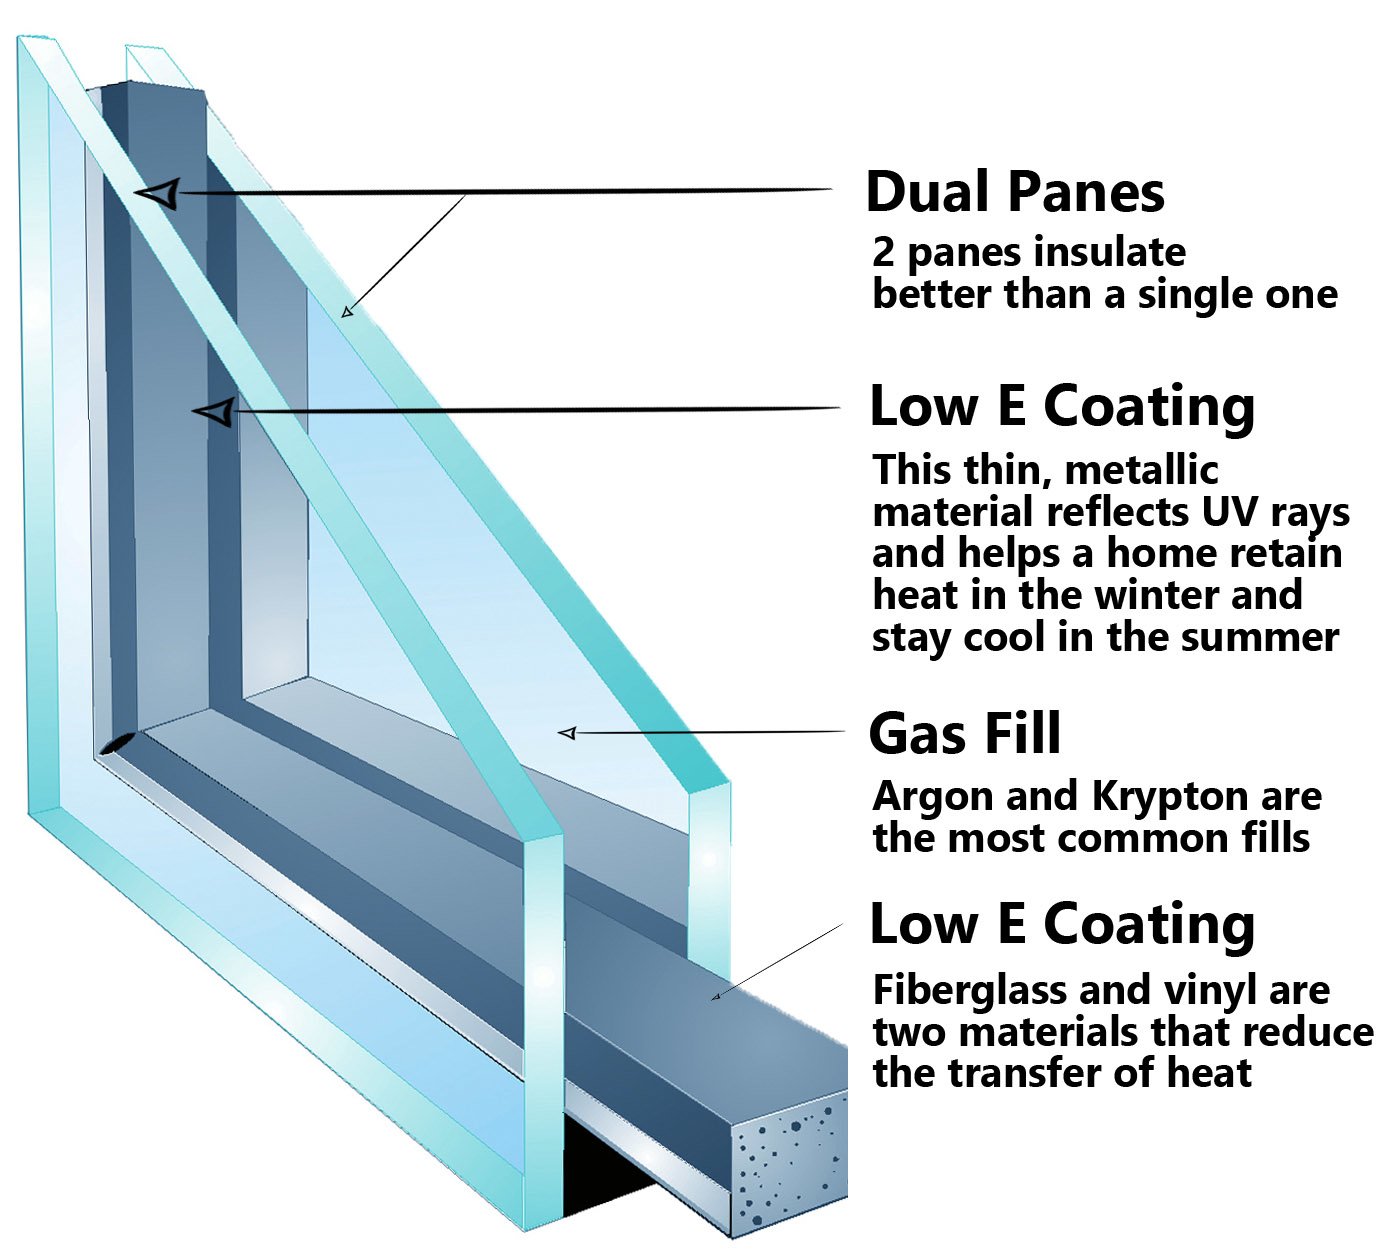 Dual Panes
2 panes insulate
better than a single one
Low E Coating
This thin, metallic
material reflects UV rays
and helps a home retain
heat in the winter and
stay cool in the summer
Gas Fill
Argon and Krypton are
the most common fills
Low E Coating
Fiberglass and vinyl are
two materials that reduce
the transfer of heat